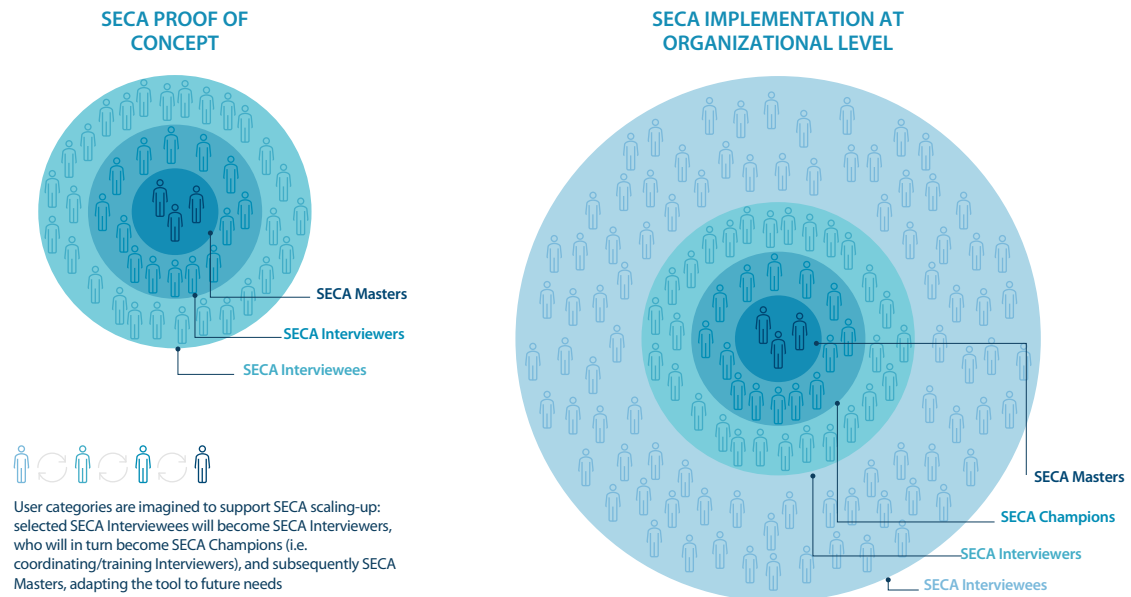 SECA PROOF OF
CONCEPT
SECA Masters
SECA Interviewers
SECA Interviewees
User categories are imagined to support SECA scaling-up:
selected SECA Interviewees will become SECA Interviewers,
who will in turn become SECA Champions (i.e.
coordinating/training Interviewers), and subsequently SECA
Masters, adapting the tool to future needs
SECA IMPLEMENTATION AT
ORGANIZATIONAL LEVEL
SECA Masters
SECA Champions
SECA Interviewers
SECA Interviewees